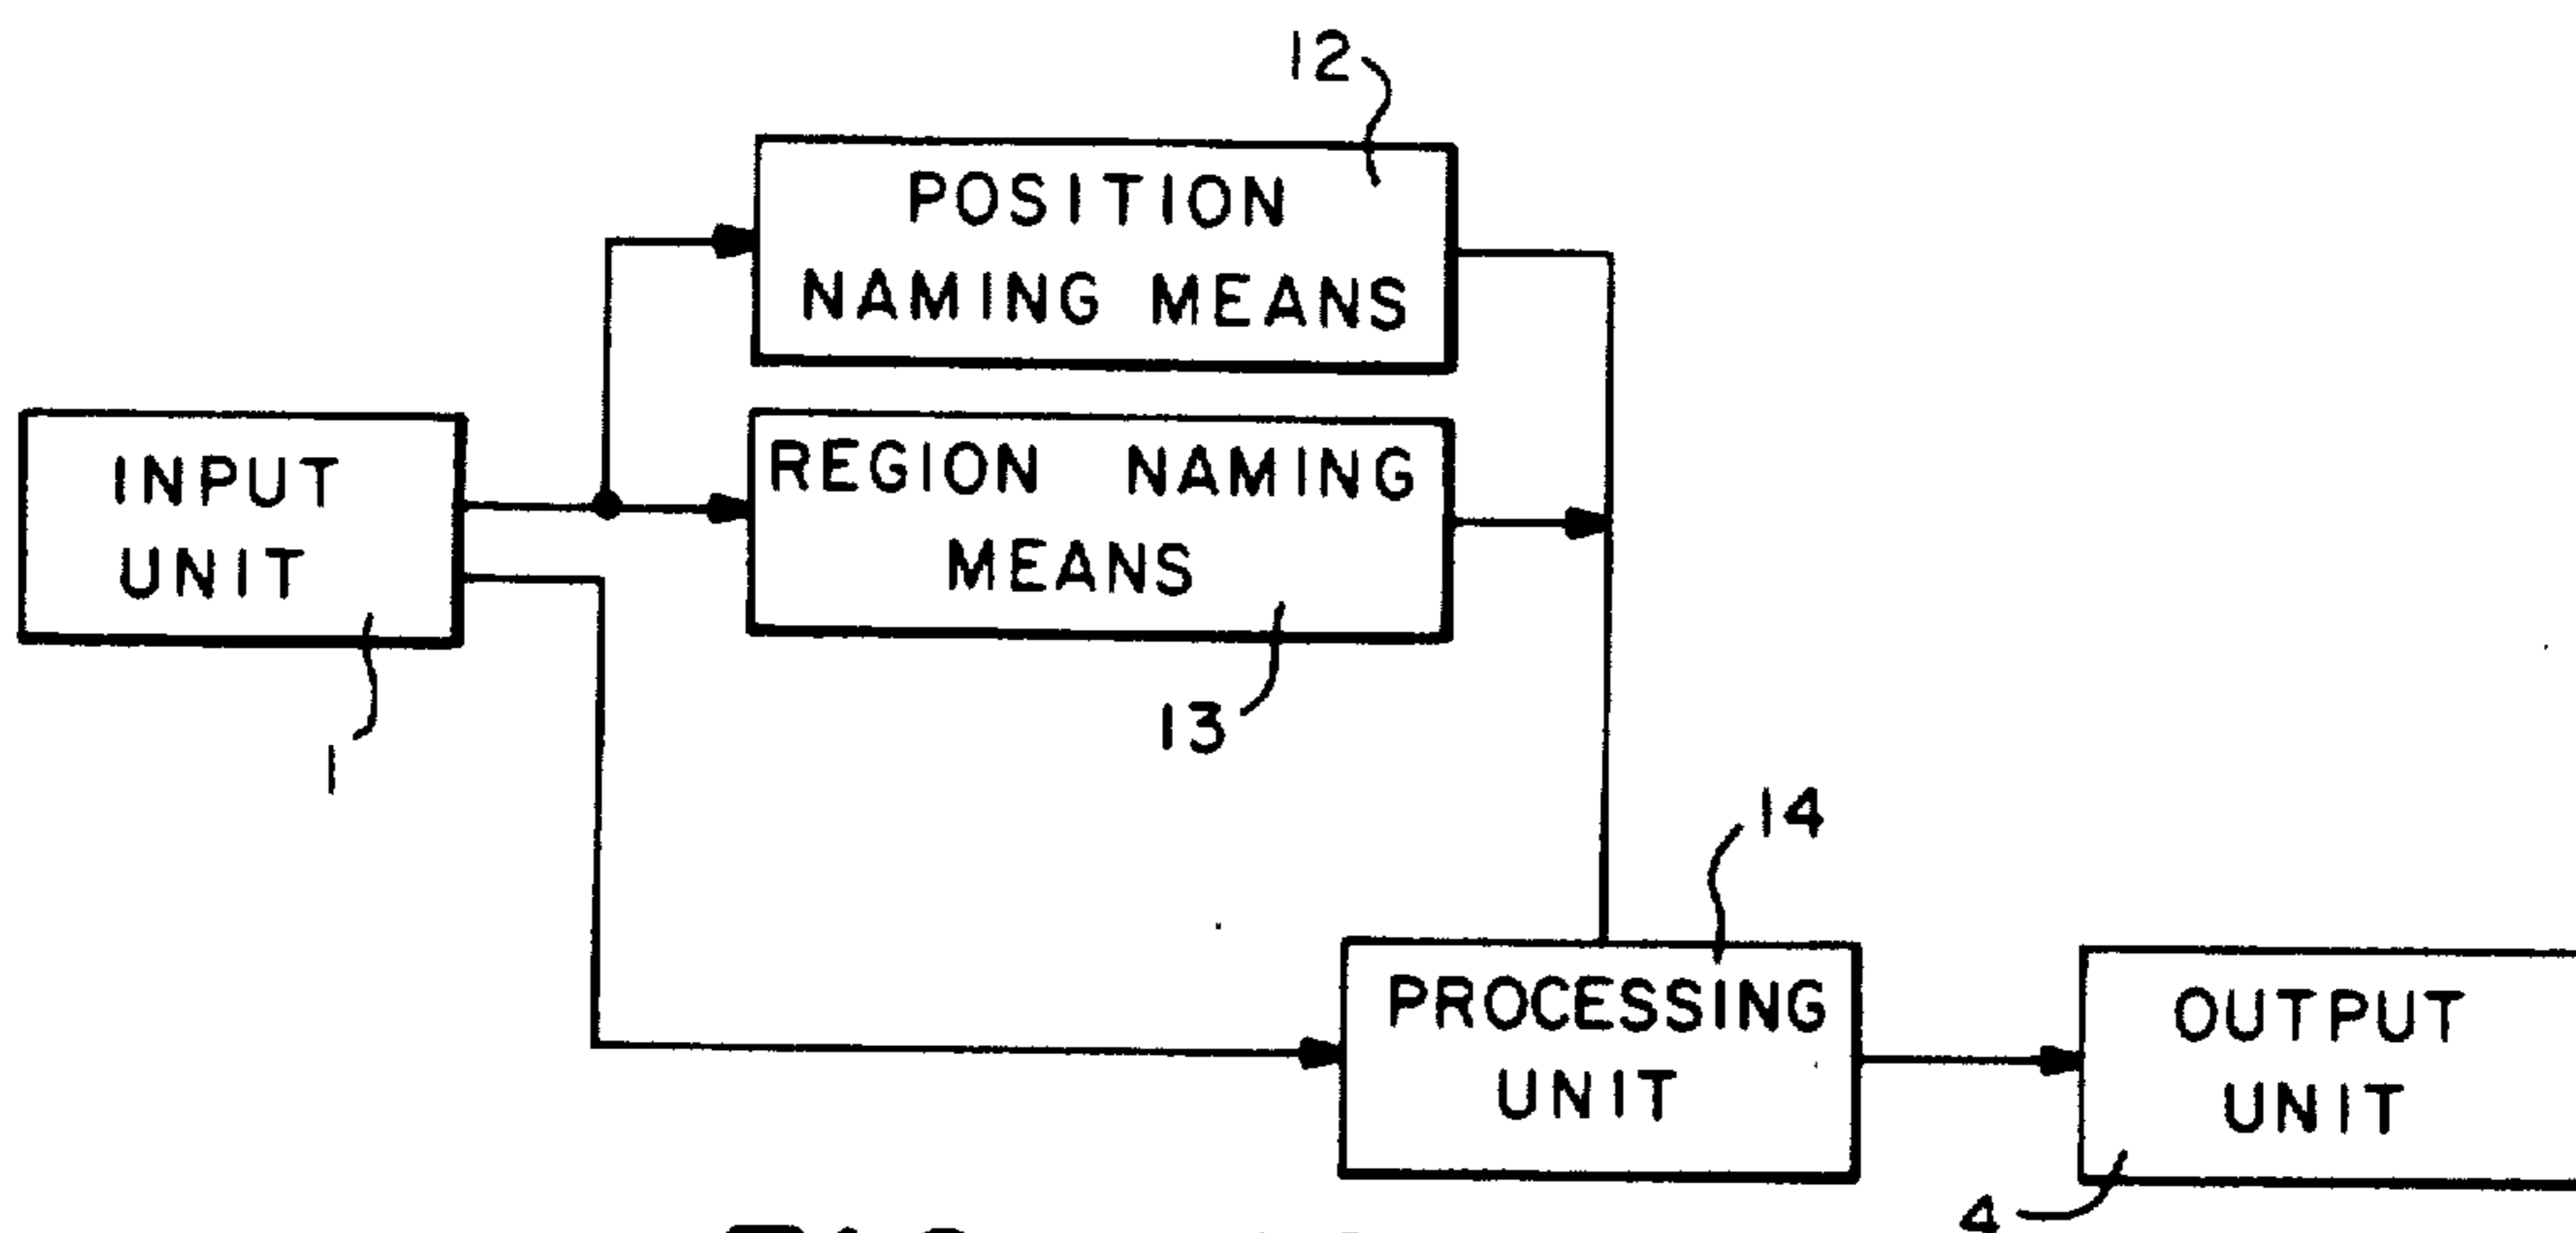 12
POSITION
NAMING MEANS
INPUT
UNIT
1
REGION NAMING
MEANS
13
14
PROCESSING
UNIT
OUTPUT
UNIT
4